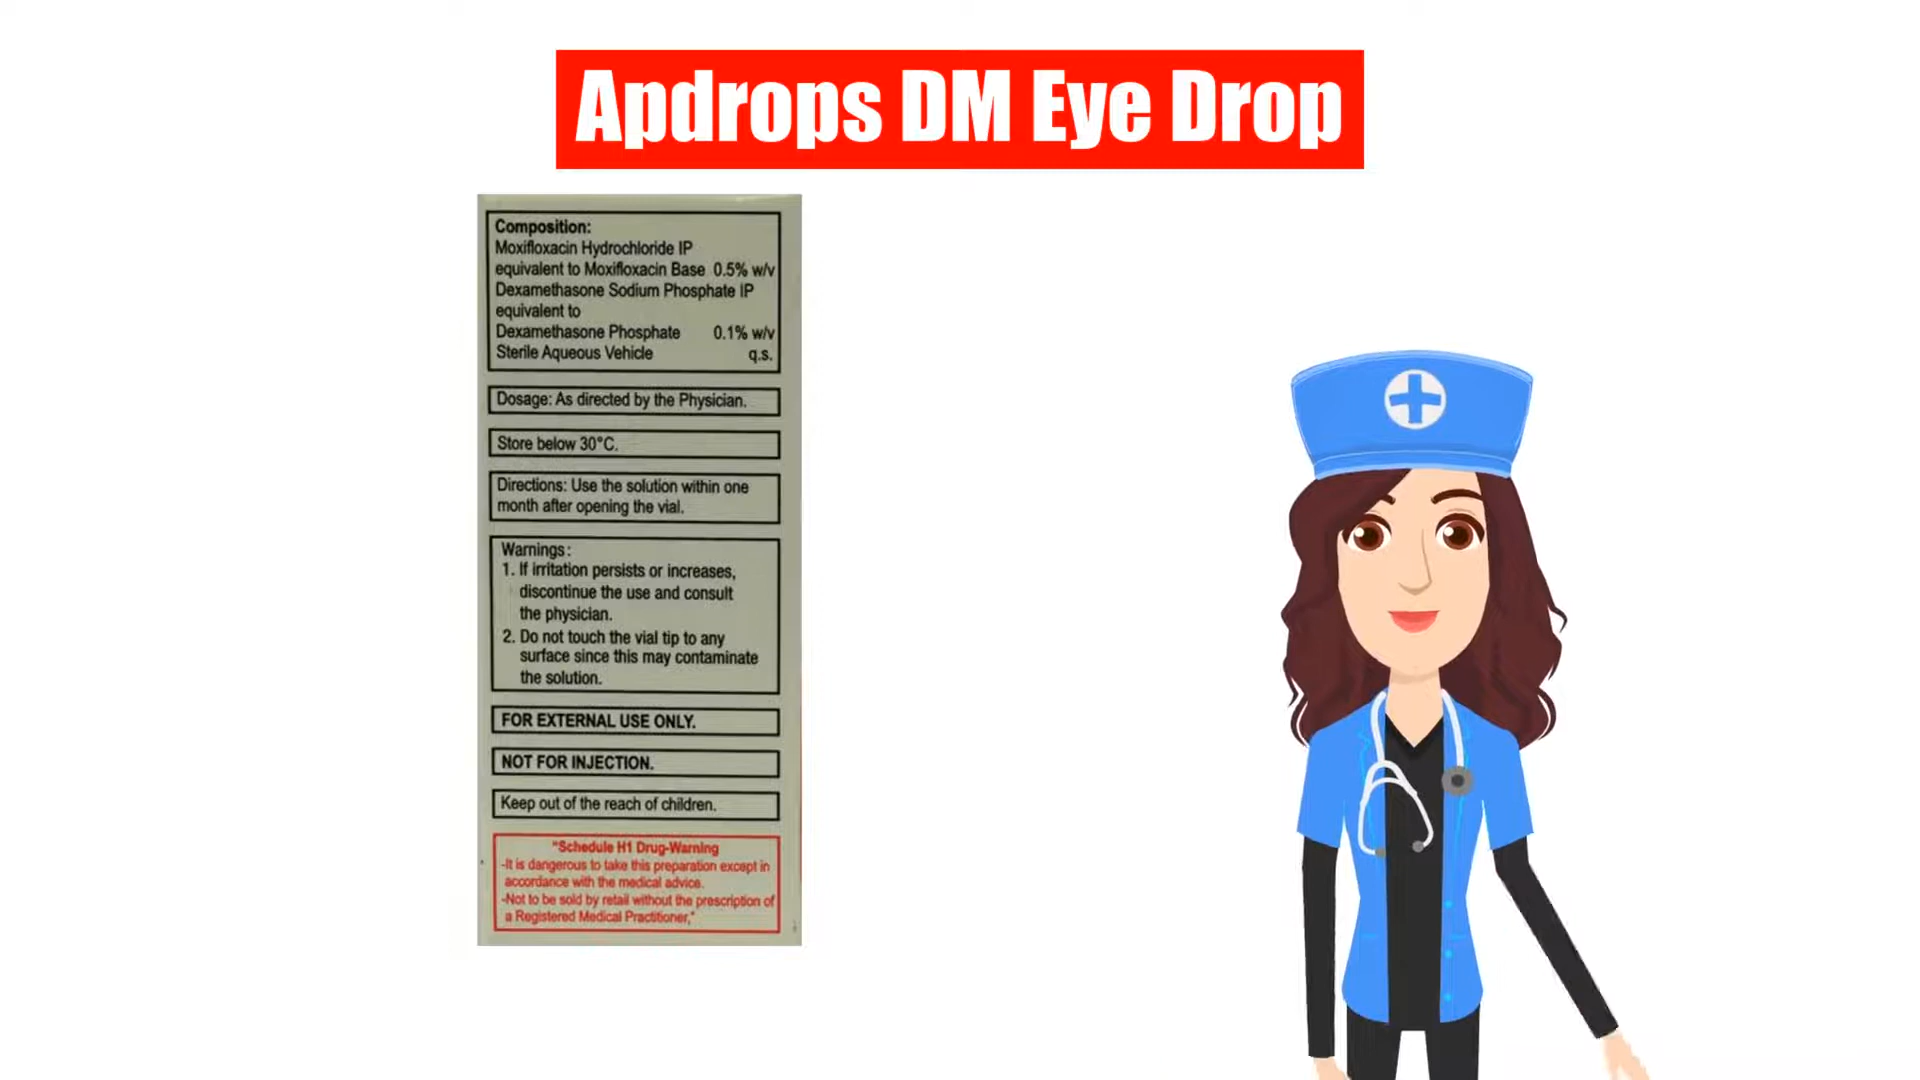 Apdrops DM Eye Drop
Composition:
Moxifloxacin Hydrochloride IP
equivalent to Moxifloxacin Base 0.5% w/v
Dexamethasone Sodium Phosphate IP
equivalent to
Dexamethasone Phosphate 0.1% w/v
Sterile Aqueous Vehicle q.s.
Dosage: As directed by the Physician.
Store below 30°C.
Directions: Use the solution within one
month after opening the vial.
Warnings:
1. If irritation persists or increases,
discontinue the use and consult
the physician.
2. Do not touch the vial tip to any
surface since this may contaminate
the solution.
FOR EXTERNAL USE ONLY.
NOT FOR INJECTION.
Keep out of the reach of children.
"Schedule H1 Drug-Warning
-It is dangerous to take this preparation except in
accordance with the medical advice.
-Not to be sold by retail without the prescription of
a Registered Medical Practitioner,"